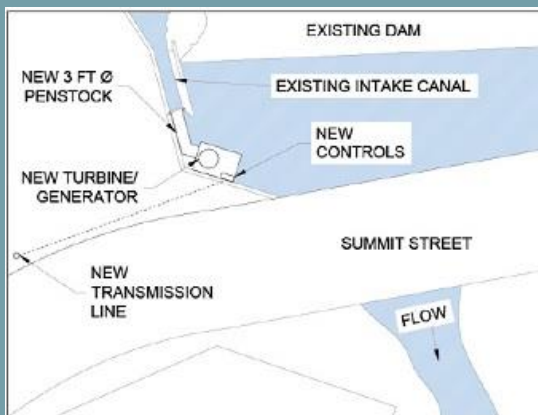 EXISTING DAM
NEW 3 FT Ø
PENSTOCK
EXISTING INTAKE CANAL
NEW
CONTROLS
NEW TURBINE/
GENERATOR
SUMMIT STREET
NEW
TRANSMISSION
LINE
FLOW